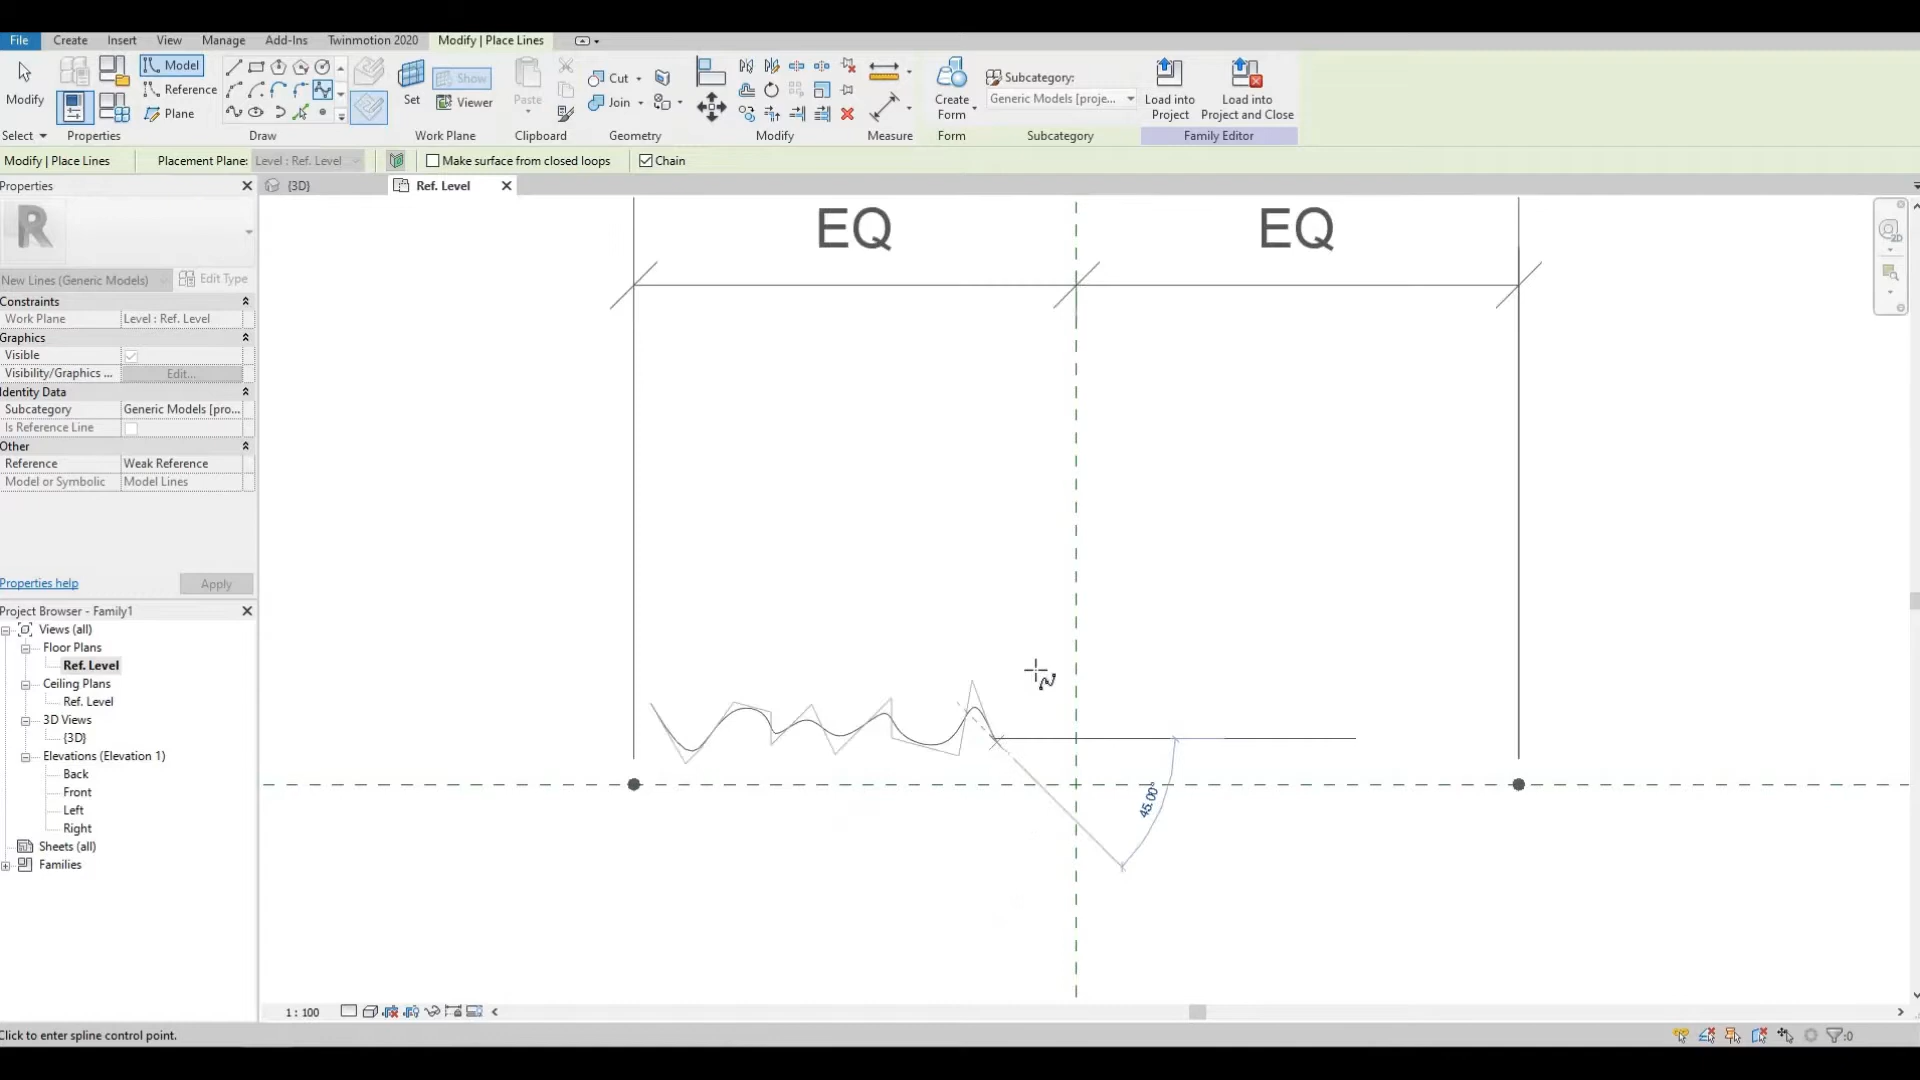 File Create Insert View Manage Add-Ins Twinmotion 2020 Modify | Place Lines
Modify
Select
Properties
Model
Reference
Plane
Draw
Set
Show
Viewer
Work Plane
Paste
Clipboard
Cut
Join
Geometry
Modify
Measure
Create
Form
Form
Subcategory:
Generic Models [proje...
Subcategory
Load into
Project
Load into
Project and Close
Family Editor
Modify | Place Lines Placement Plane: Level : Ref. Level Make surface from closed loops Chain
Properties
{3D}
Ref. Level
R
New Lines (Generic Models) Edit Type
Constraints
Work Plane Level : Ref. Level
Graphics
Visible
Visibility/Graphics ... Edit...
Identity Data
Subcategory Generic Models [pro...
Is Reference Line
Other
Reference Weak Reference
Model or Symbolic Model Lines
Properties help Apply
Project Browser - Family1
Views (all)
Floor Plans
Ref. Level
Ceiling Plans
Ref. Level
3D Views
{3D}
Elevations (Elevation 1)
Back
Front
Left
Right
Sheets (all)
Families
EQ EQ
45.00°
2D
1 : 100
Click to enter spline control point.
:0